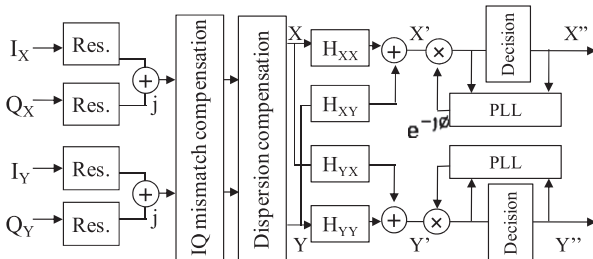 I_X
Res.
Q_X
Res.
j
I_Y
Res.
Q_Y
Res.
j
IQ mismatch compensation
Dispersion compensation
X
Y
H_XX
H_XY
H_YX
H_YY
X'
e^-jø
Decision
PLL
X''
PLL
Decision
Y'
Y''